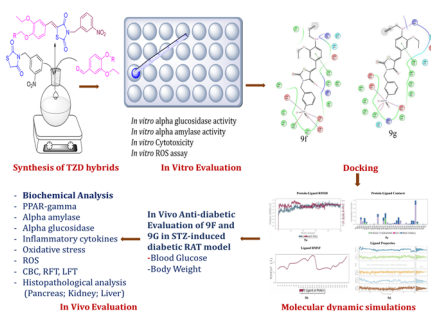 O
R
O
S
N
O
NO₂
O
S
N
O
O₂N
O
O
R
O
In vitro alpha glucosidase activity
In vitro alpha amylase activity
In vitro Cytotoxicity
In vitro ROS assay
9f
9g
Synthesis of TZD hybrids
In Vitro Evaluation
Docking
- Biochemical Analysis
- PPAR-gamma
- Alpha amylase
- Alpha glucosidase
- Inflammatory cytokines
- Oxidative stress
- ROS
- CBC, RFT, LFT
- Histopathological analysis
(Pancreas; Kidney; Liver)
In Vivo Evaluation
In Vivo Anti-diabetic
Evaluation of 9F and
9G in STZ-induced
diabetic RAT model
-Blood Glucose
-Body Weight
Protein-Ligand RMSD
Protein-Ligand Contacts
Ligand RMSF
Ligand Properties
Molecular dynamic simulations